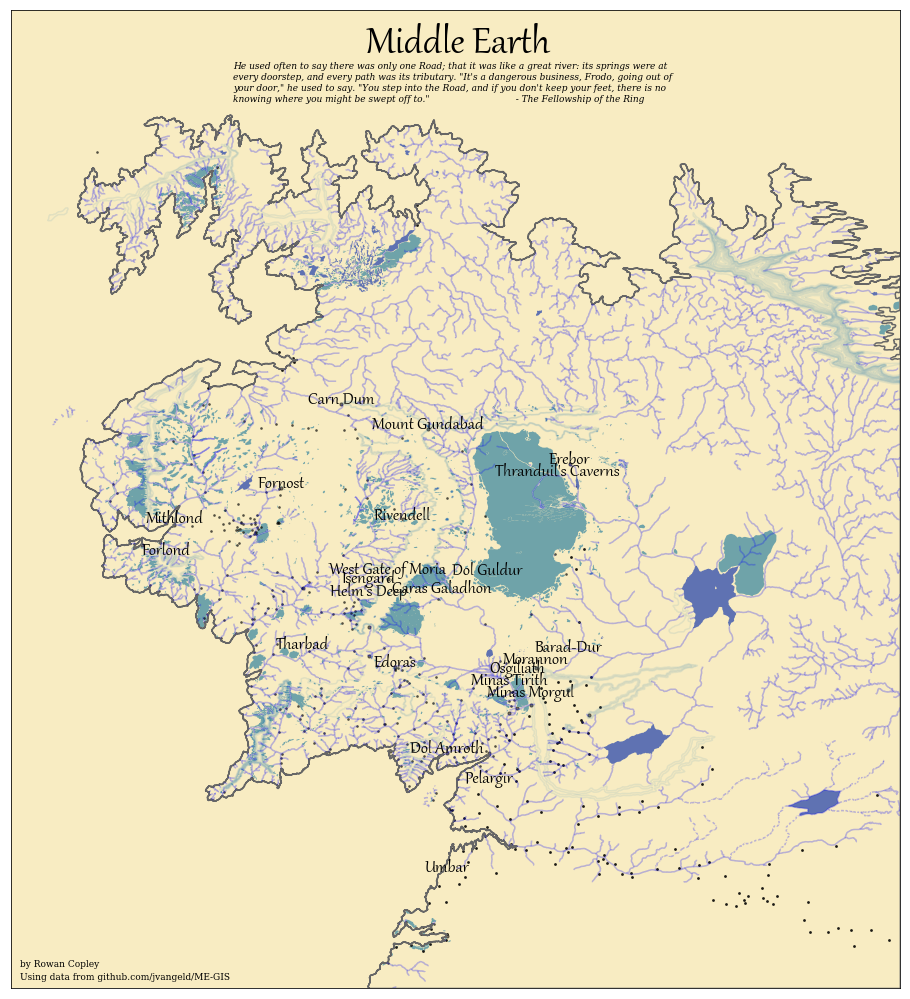 Middle Earth
He used often to say there was only one Road; that it was like a great river: its springs were at
every doorstep, and every path was its tributary. "It's a dangerous business, Frodo, going out of
your door," he used to say. "You step into the Road, and if you don't keep your feet, there is no
knowing where you might be swept off to." - The Fellowship of the Ring
Carn Dum
Mount Gundabad
Erebor
Thranduil's Caverns
Fornost
Rivendell
Mithlond
Forlond
West Gate of Moria
Dol Guldur
Isengard
Caras Galadhon
Helm's Deep
Tharbad
Barad-Dur
Morannon
Edoras
Osgiliath
Minas Tirith
Minas Morgul
Dol Amroth
Pelargir
Umbar
by Rowan Copley
Using data from github.com/jvangeld/ME-GIS